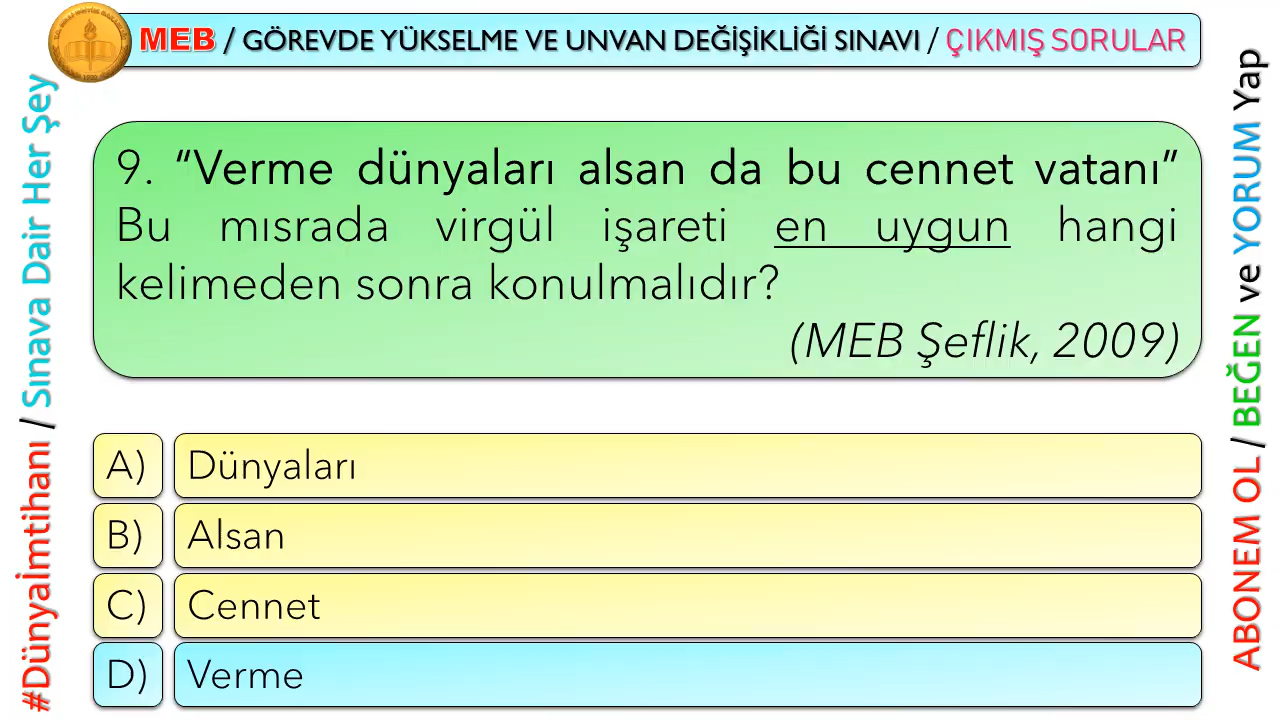 MEB / GÖREVDE YÜKSELME VE UNVAN DEĞİŞİKLİĞİ SINAVI / ÇIKMIŞ SORULAR
#Dünyaİmtihanı / Sınava Dair Her Şey
9. “Verme dünyaları alsan da bu cennet vatanı”
Bu mısrada virgül işareti en uygun hangi
kelimeden sonra konulmalıdır?
(MEB Şeflik, 2009)
A) Dünyaları
B) Alsan
C) Cennet
D) Verme
ABONEM OL / BEĞEN ve YORUM Yap